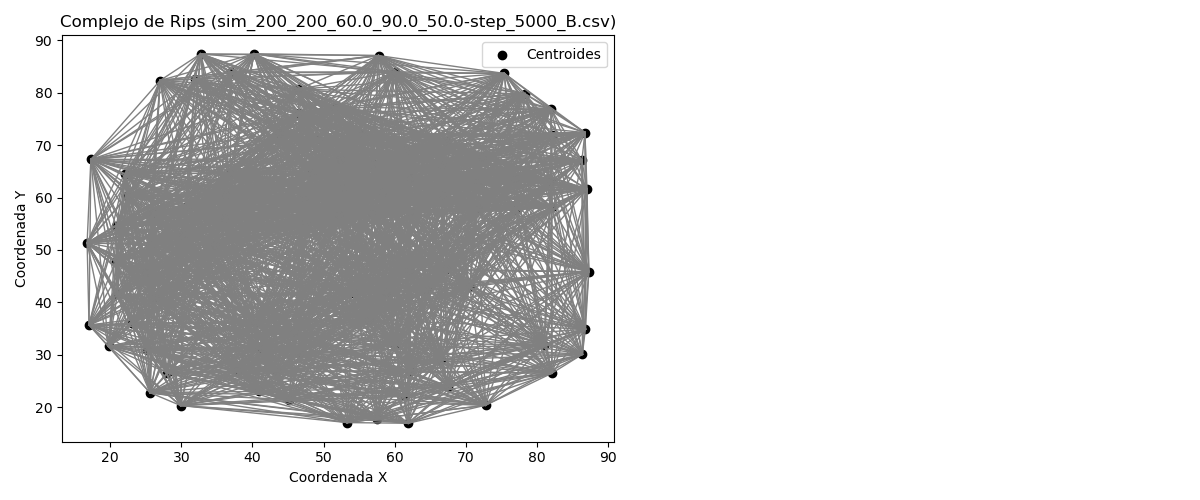 Complejo de Rips (sim_200_200_60.0_90.0_50.0-step_5000_B.csv)
Centroides
Coordenada Y
90
80
70
60
50
40
30
20
20 30 40 50 60 70 80 90
Coordenada X